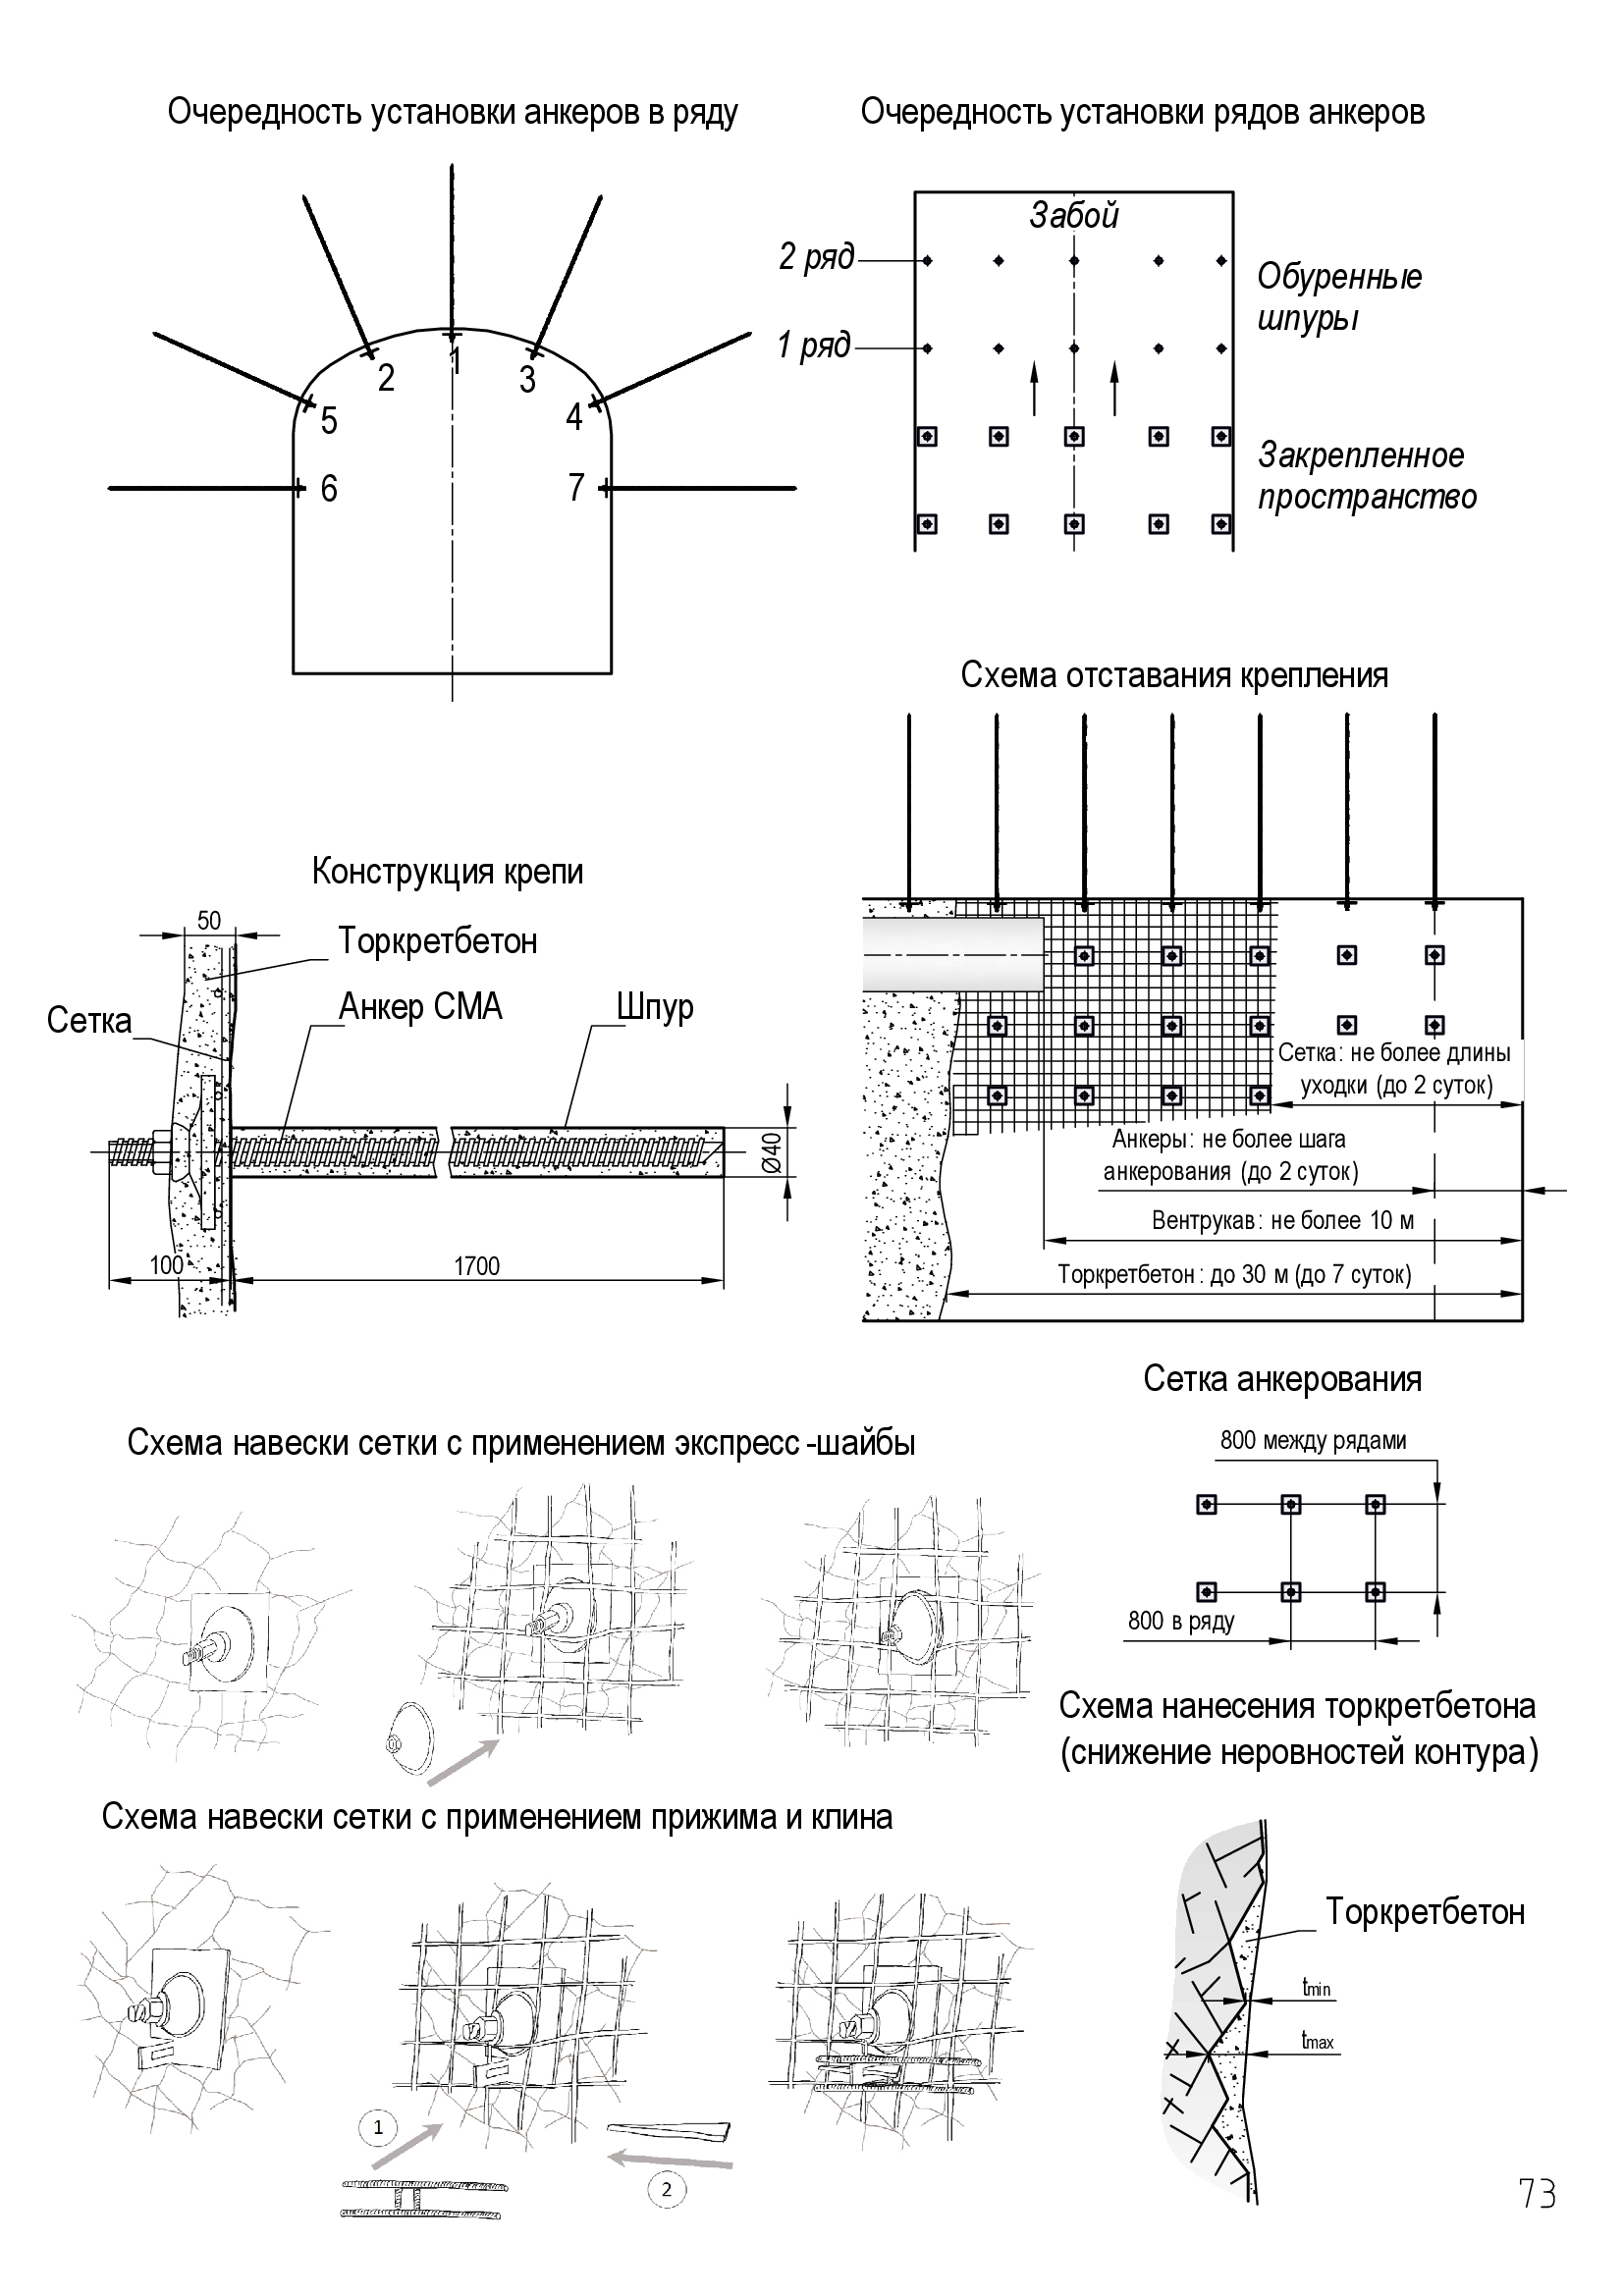 Очередность установки анкеров в ряду
1
2
3
5
4
6
7
Очередность установки рядов анкеров
Забой
2 ряд
Обуренные
шпуры
1 ряд
Закрепленное
пространство
Схема отставания крепления
Сетка: не более длины
уходки (до 2 суток)
Анкеры: не более шага
анкерования (до 2 суток)
Вентрукав: не более 10 м
Торкретбетон: до 30 м (до 7 суток)
Конструкция крепи
50
Торкретбетон
Сетка
Анкер СМА
Шпур
Ø40
100
1700
Сетка анкерования
800 между рядами
800 в ряду
Схема навески сетки с применением экспресс-шайбы
Схема нанесения торкретбетона
(снижение неровностей контура)
Торкретбетон
tmin
tmax
Схема навески сетки с применением прижима и клина
1
2
73